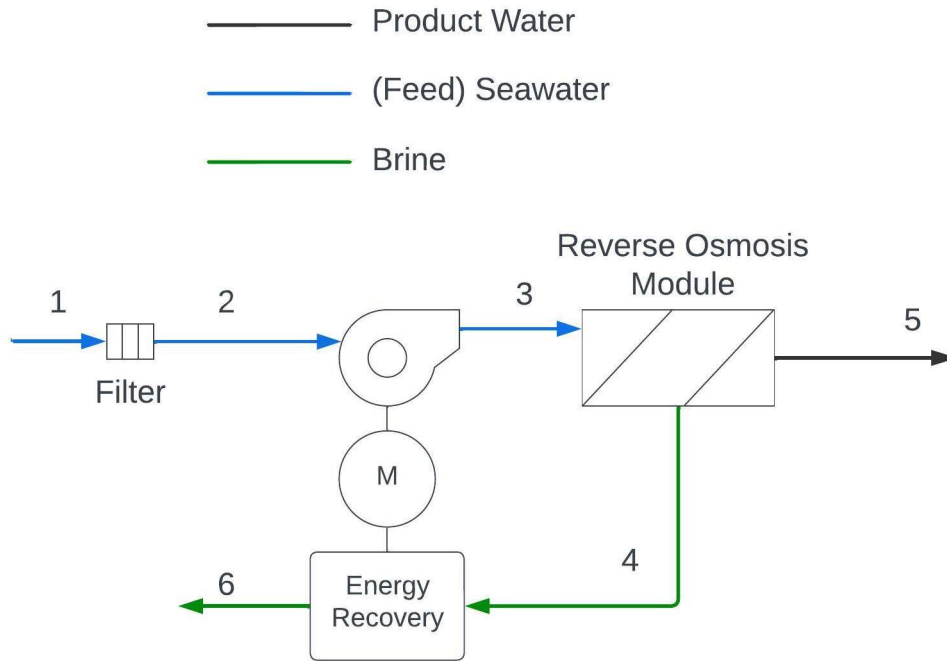 Product Water
(Feed) Seawater
Brine
Reverse Osmosis
Module
1
2
3
5
Filter
M
4
6
Energy
Recovery